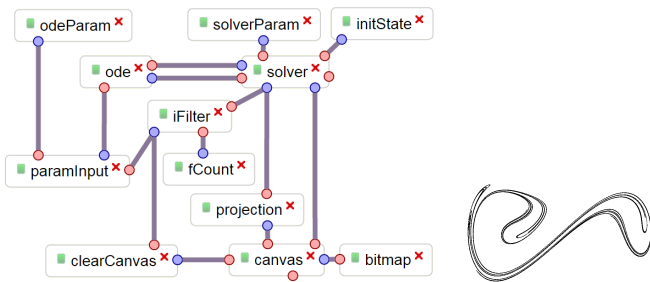 odeParam
solverParam
initState
ode
solver
iFilter
paramInput
fCount
projection
clearCanvas
canvas
bitmap